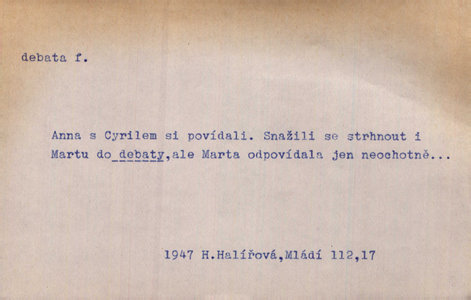 debata f.
Anna s Cyrilem si povídali. Snažili se strhnout i
Martu do debaty,ale Marta odpovídala jen neochotně...
1947 H.Halířová,Mládí 112,17